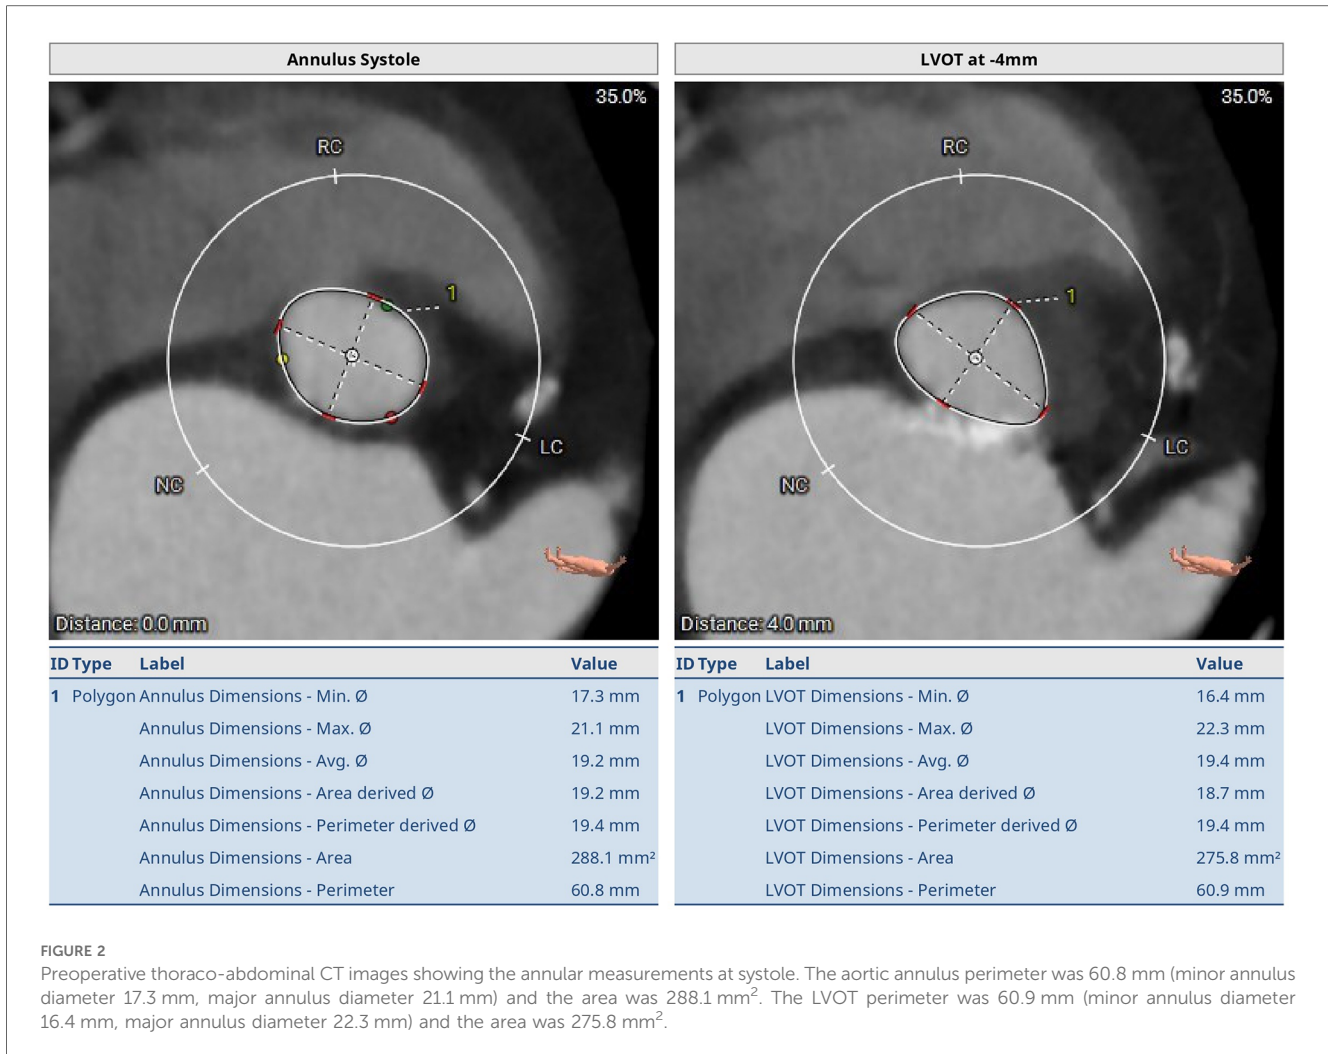 Annulus Systole
35.0%
RC
1
LC
NC
Distance: 0.0 mm
ID Type Label Value
1 Polygon Annulus Dimensions - Min. Ø 17.3 mm
Annulus Dimensions - Max. Ø 21.1 mm
Annulus Dimensions - Avg. Ø 19.2 mm
Annulus Dimensions - Area derived Ø 19.2 mm
Annulus Dimensions - Perimeter derived Ø 19.4 mm
Annulus Dimensions - Area 288.1 mm²
Annulus Dimensions - Perimeter 60.8 mm
LVOT at -4mm
35.0%
RC
1
LC
NC
Distance: 4.0 mm
ID Type Label Value
1 Polygon LVOT Dimensions - Min. Ø 16.4 mm
LVOT Dimensions - Max. Ø 22.3 mm
LVOT Dimensions - Avg. Ø 19.4 mm
LVOT Dimensions - Area derived Ø 18.7 mm
LVOT Dimensions - Perimeter derived Ø 19.4 mm
LVOT Dimensions - Area 275.8 mm²
LVOT Dimensions - Perimeter 60.9 mm
FIGURE 2
Preoperative thoraco-abdominal CT images showing the annular measurements at systole. The aortic annulus perimeter was 60.8 mm (minor annulus
diameter 17.3 mm, major annulus diameter 21.1 mm) and the area was 288.1 mm². The LVOT perimeter was 60.9 mm (minor annulus diameter
16.4 mm, major annulus diameter 22.3 mm) and the area was 275.8 mm².